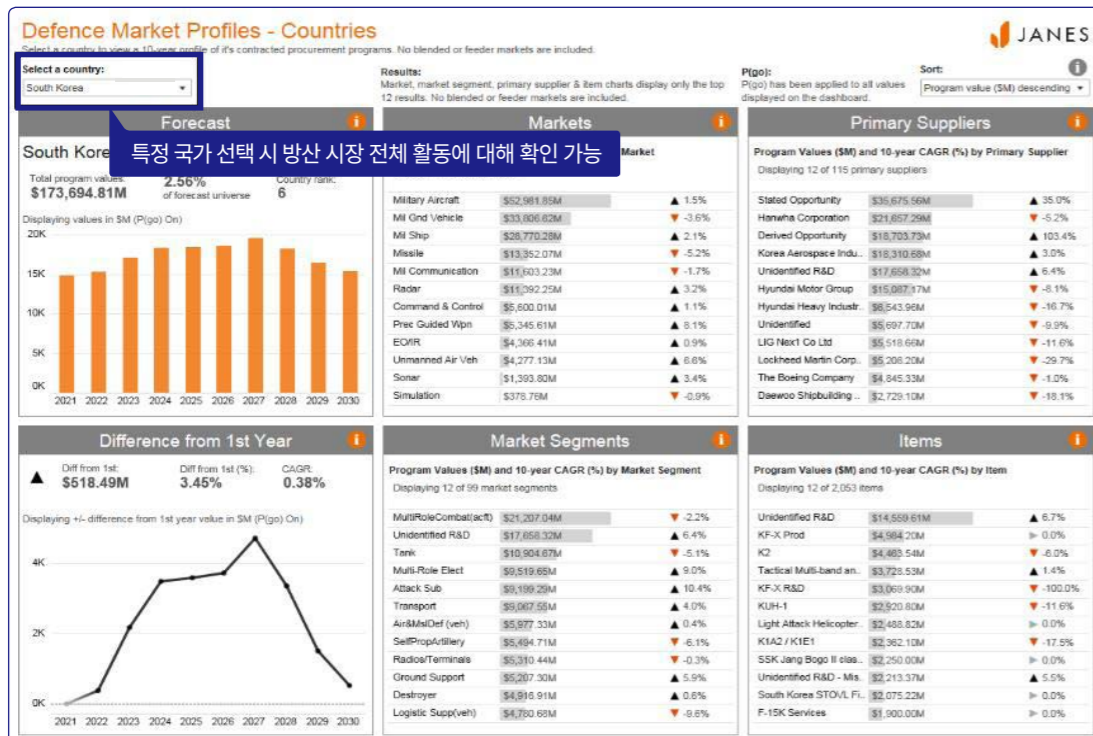 Defence Market Profiles - Countries
Select a country to view a 10-year profile of it's contracted procurement programs. No blended or feeder markets are included.
JANES
Select a country:
South Korea
Results:
Market, market segment, primary supplier & item charts display only the top
12 results. No blended or feeder markets are included.
P(go):
P(go) has been applied to all values
displayed on the dashboard.
Sort:
Program value ($M) descending
특정 국가 선택 시 방산 시장 전체 활동에 대해 확인 가능
Forecast
South Kore
Total program values:
$173,694.81M
2.56%
of forecast universe
Country rank:
6
Displaying values in $M (P(go) On)
20K
15K
10K
5K
0K
2021 2022 2023 2024 2025 2026 2027 2028 2029 2030
Markets
Market
Military Aircraft $52,981.85M ▲ 1.5%
Mil Gnd Vehicle $33,806.62M ▼ -3.6%
Mil Ship $28,770.28M ▲ 2.1%
Missile $13,352.07M ▼ -5.2%
Mil Communication $11,603.23M ▼ -1.7%
Radar $11,392.25M ▲ 3.2%
Command & Control $5,600.01M ▲ 1.1%
Prec Guided Wpn $5,345.61M ▲ 8.1%
EO/IR $4,366.41M ▲ 0.9%
Unmanned Air Veh $4,277.13M ▲ 6.6%
Sonar $1,393.80M ▲ 3.4%
Simulation $378.76M ▼ -0.9%
Primary Suppliers
Program Values ($M) and 10-year CAGR (%) by Primary Supplier
Displaying 12 of 115 primary suppliers
Stated Opportunity $35,675.56M ▲ 35.0%
Hanwha Corporation $21,657.29M ▼ -5.2%
Derived Opportunity $18,703.73M ▲ 103.4%
Korea Aerospace Indu.. $18,310.68M ▲ 3.0%
Unidentified R&D $17,658.32M ▲ 6.4%
Hyundai Motor Group $15,087.17M ▼ -8.1%
Hyundai Heavy Industr.. $6,543.96M ▼ -16.7%
Unidentified $5,697.70M ▼ -9.9%
LIG Nex1 Co Ltd $5,518.66M ▼ -11.6%
Lockheed Martin Corp.. $5,206.20M ▼ -29.7%
The Boeing Company $4,845.33M ▼ -1.0%
Daewoo Shipbuilding .. $2,729.10M ▼ -18.1%
Difference from 1st Year
▲
Diff from 1st:
$518.49M
Diff from 1st (%):
3.45%
CAGR:
0.38%
Displaying +/- difference from 1st year value in $M (P(go) On)
4K
2K
0K
2021 2022 2023 2024 2025 2026 2027 2028 2029 2030
Market Segments
Program Values ($M) and 10-year CAGR (%) by Market Segment
Displaying 12 of 99 market segments
MultiRoleCombat(acft) $21,207.04M ▼ -2.2%
Unidentified R&D $17,658.32M ▲ 6.4%
Tank $10,904.67M ▼ -5.1%
Multi-Role Elect $9,519.65M ▲ 9.0%
Attack Sub $9,199.29M ▲ 10.4%
Transport $9,067.55M ▲ 4.0%
Air&MslDef (veh) $5,977.33M ▲ 0.4%
SelfPropArtillery $5,494.71M ▼ -6.1%
Radios/Terminals $5,310.44M ▼ -0.3%
Ground Support $5,207.30M ▲ 5.9%
Destroyer $4,916.91M ▲ 0.6%
Logistic Supp(veh) $4,780.68M ▼ -9.6%
Items
Program Values ($M) and 10-year CAGR (%) by Item
Displaying 12 of 2,053 items
Unidentified R&D $14,559.61M ▲ 6.7%
KF-X Prod $4,984.20M ▶ 0.0%
K2 $4,463.54M ▼ -6.0%
Tactical Multi-band an.. $3,728.53M ▲ 1.4%
KF-X R&D $3,069.90M ▼ -100.0%
KUH-1 $2,920.80M ▼ -11.6%
Light Attack Helicopter.. $2,488.82M ▶ 0.0%
K1A2 / K1E1 $2,362.10M ▼ -17.5%
SSK Jang Bogo II clas.. $2,250.00M ▶ 0.0%
Unidentified R&D - Mis.. $2,213.37M ▲ 5.5%
South Korea STOVL Fi.. $2,075.22M ▶ 0.0%
F-15K Services $1,900.00M ▶ 0.0%